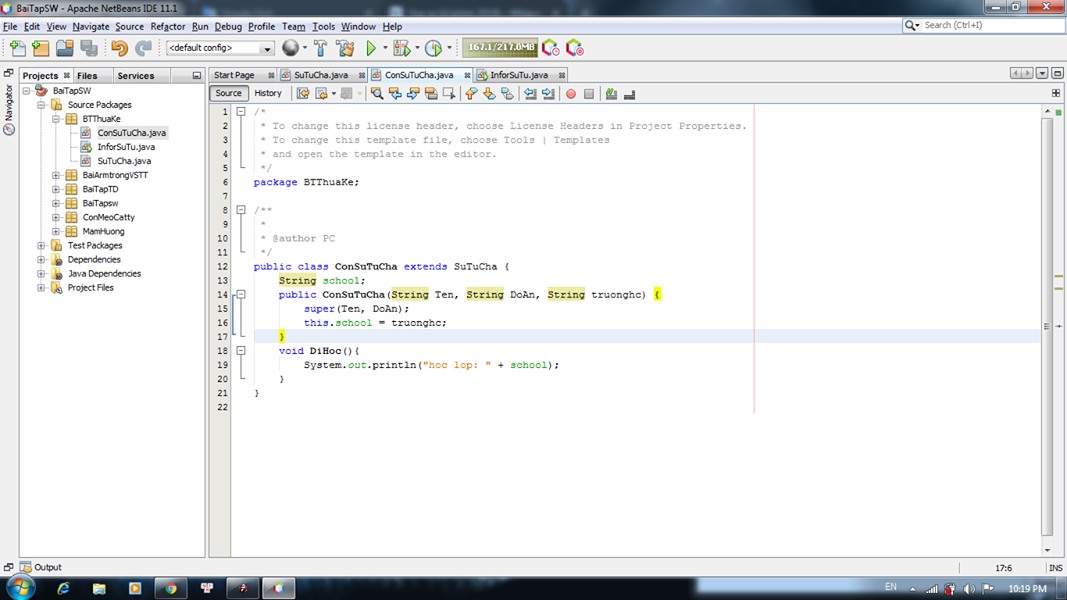 BaiTapSW - Apache NetBeans IDE 11.1
File Edit View Navigate Source Refactor Run Debug Profile Team Tools Window Help
Search (Ctrl+I)
<default config>
167.1/217.0MB
Projects Files Services
Start Page SuTuCha.java ConSuTuCha.java InforSuTu.java
Navigator
BaiTapSW
Source Packages
BTThuaKe
ConSuTuCha.java
InforSuTu.java
SuTuCha.java
BaiArmtrongVSTT
BaiTapTD
BaiTapsw
ConMeoCatty
MamHuong
Test Packages
Dependencies
Java Dependencies
Project Files
Source History
1 /*
2 * To change this license header, choose License Headers in Project Properties.
3 * To change this template file, choose Tools | Templates
4 * and open the template in the editor.
5 */
6 package BTThuaKe;
7
8 /**
9 *
10 * @author PC
11 */
12 public class ConSuTuCha extends SuTuCha {
13 String school;
14 public ConSuTuCha(String Ten, String DoAn, String truonghc) {
15 super(Ten, DoAn);
16 this.school = truonghc;
17 }
18 void DiHoc(){
19 System.out.println("hoc lop: " + school);
20 }
21 }
22
Output
17:6 INS
EN 10:19 PM